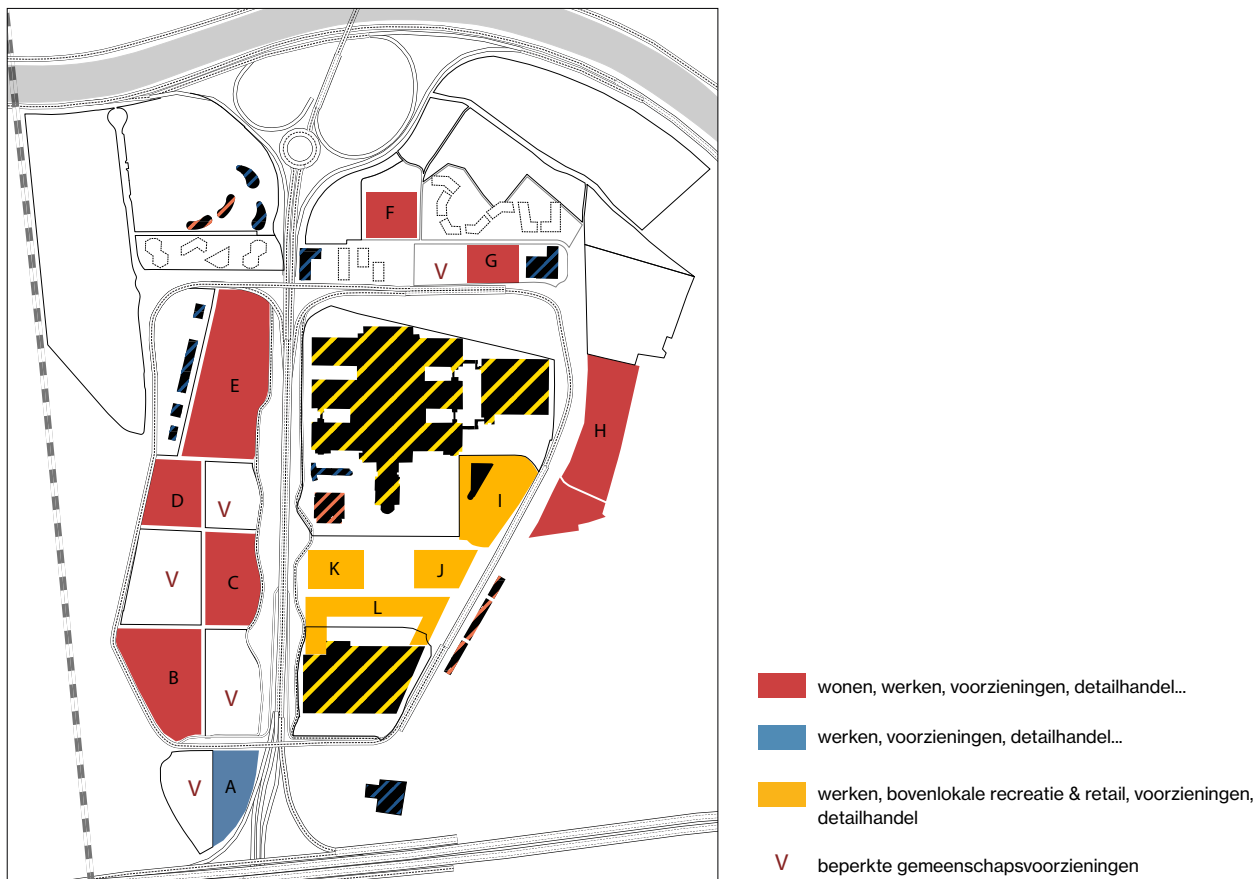 F
V
G
E
H
D
V
I
K
J
V
C
L
B
V
V
A
wonen, werken, voorzieningen, detailhandel...
werken, voorzieningen, detailhandel...
werken, bovenlokale recreatie & retail, voorzieningen,
detailhandel
V beperkte gemeenschapsvoorzieningen